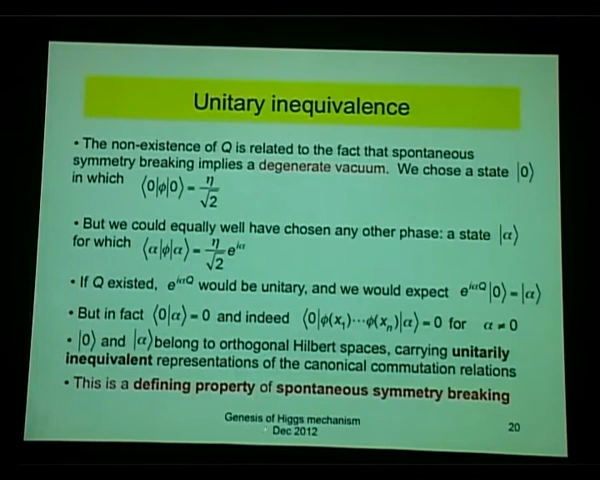 Unitary inequivalence
• The non-existence of Q is related to the fact that spontaneous
symmetry breaking implies a degenerate vacuum. We chose a state |0⟩
in which ⟨0|ϕ|0⟩ = η/√2
• But we could equally well have chosen any other phase: a state |α⟩
for which ⟨α|ϕ|α⟩ = η/√2 e^{iα}
• If Q existed, e^{iαQ} would be unitary, and we would expect e^{iαQ}|0⟩ = |α⟩
• But in fact ⟨0|α⟩ = 0 and indeed ⟨0|ϕ(x₁)⋯ϕ(xₙ)|α⟩ = 0 for α ≠ 0
• |0⟩ and |α⟩ belong to orthogonal Hilbert spaces, carrying unitarily
inequivalent representations of the canonical commutation relations
• This is a defining property of spontaneous symmetry breaking
Genesis of Higgs mechanism
Dec 2012
20